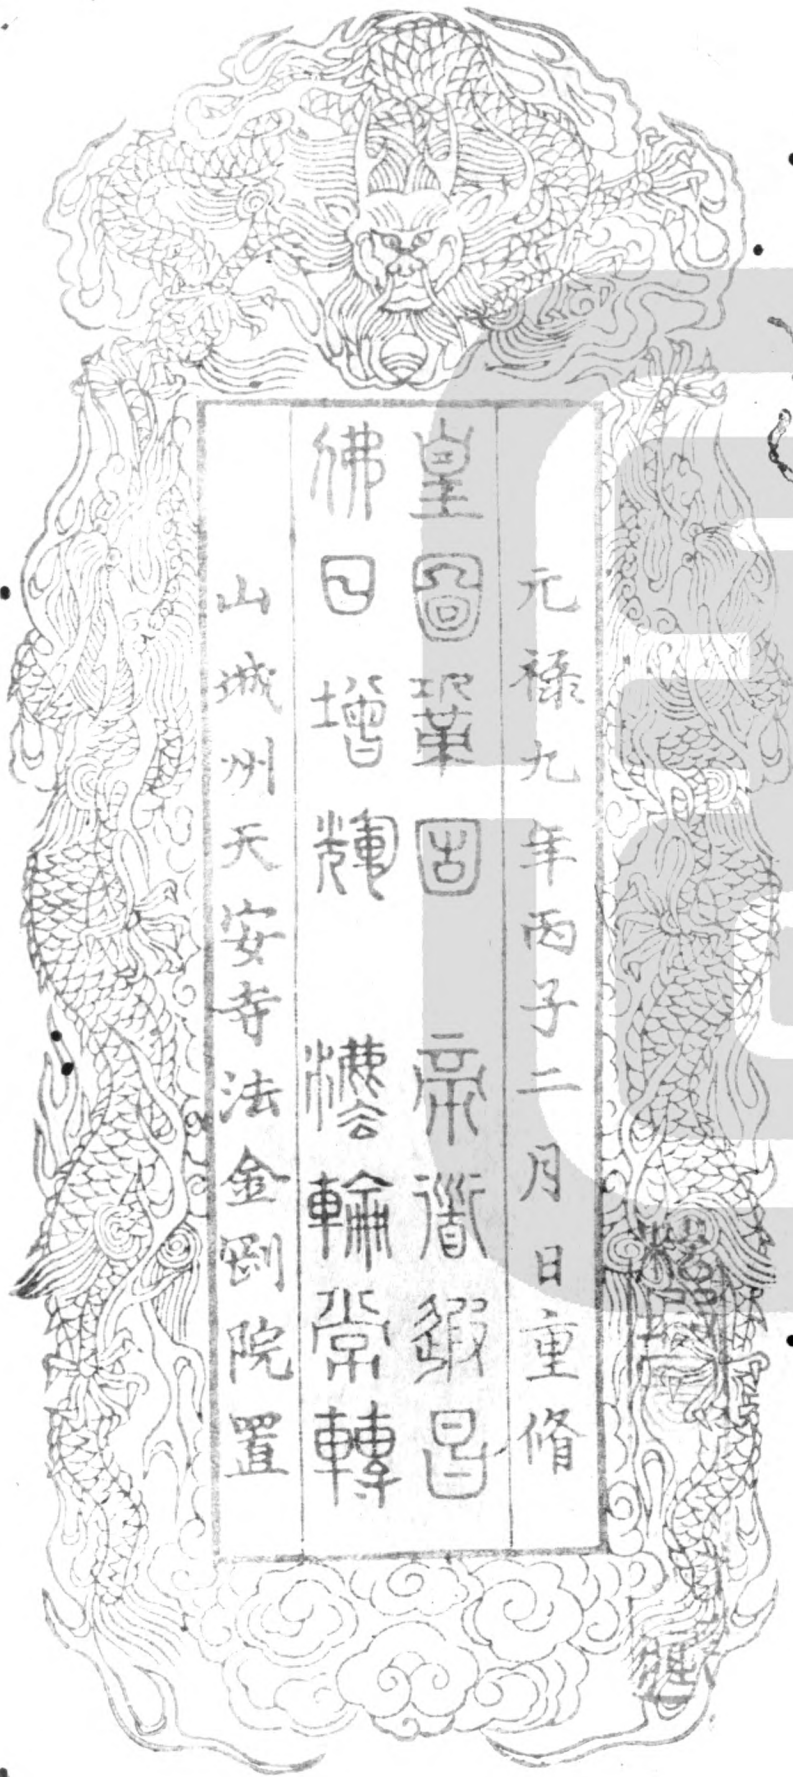 元祿九年丙子二月日重脩
皇圖鞏固　帝道遐昌
佛日增輝　法輪常轉
山城州天安寺法金剛院置